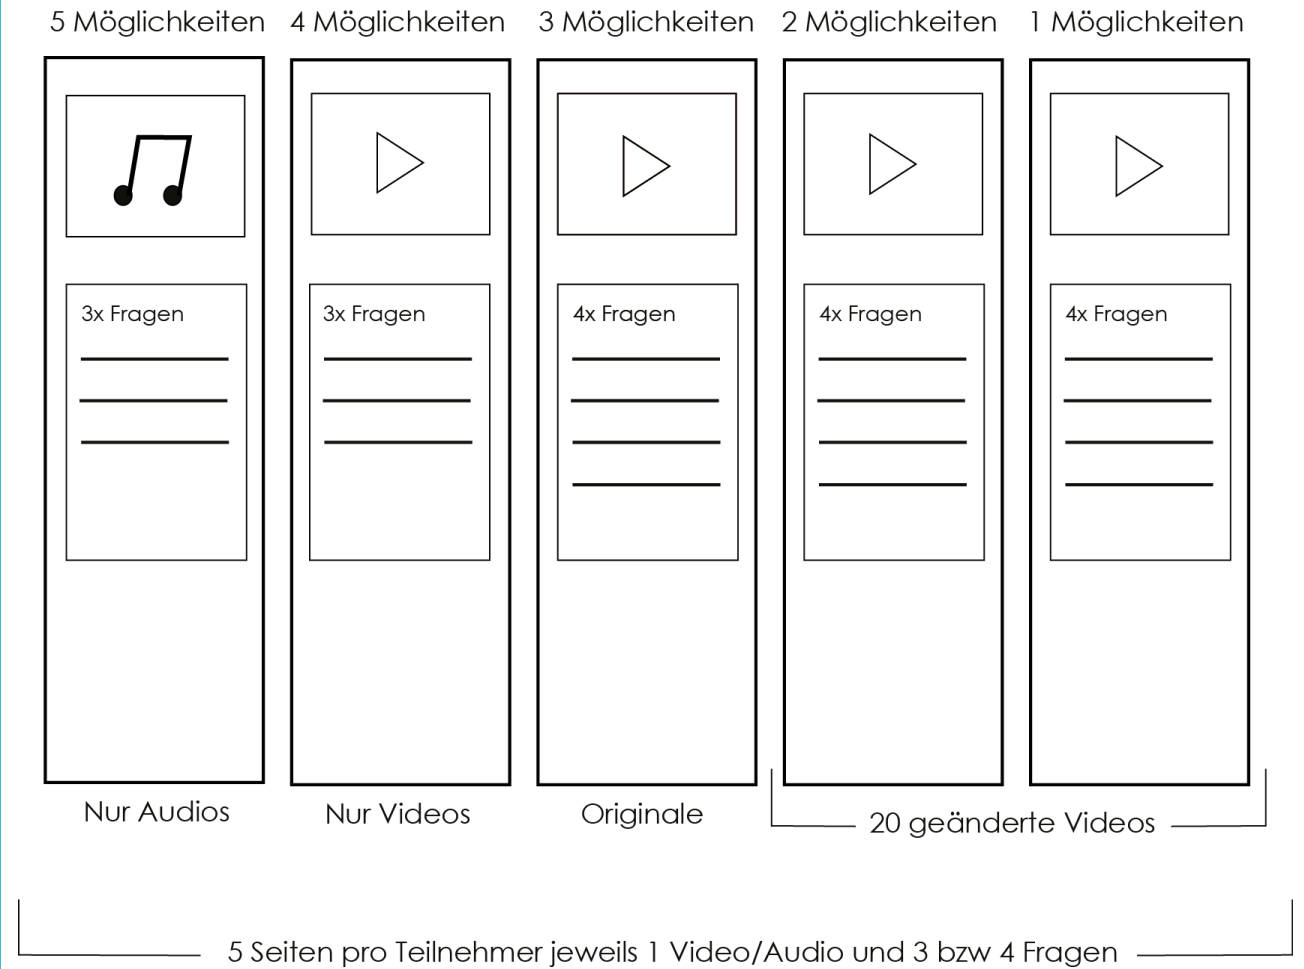 5 Möglichkeiten 4 Möglichkeiten 3 Möglichkeiten 2 Möglichkeiten 1 Möglichkeiten
3x Fragen 3x Fragen 4x Fragen 4x Fragen 4x Fragen
Nur Audios Nur Videos Originale 20 geänderte Videos
5 Seiten pro Teilnehmer jeweils 1 Video/Audio und 3 bzw 4 Fragen